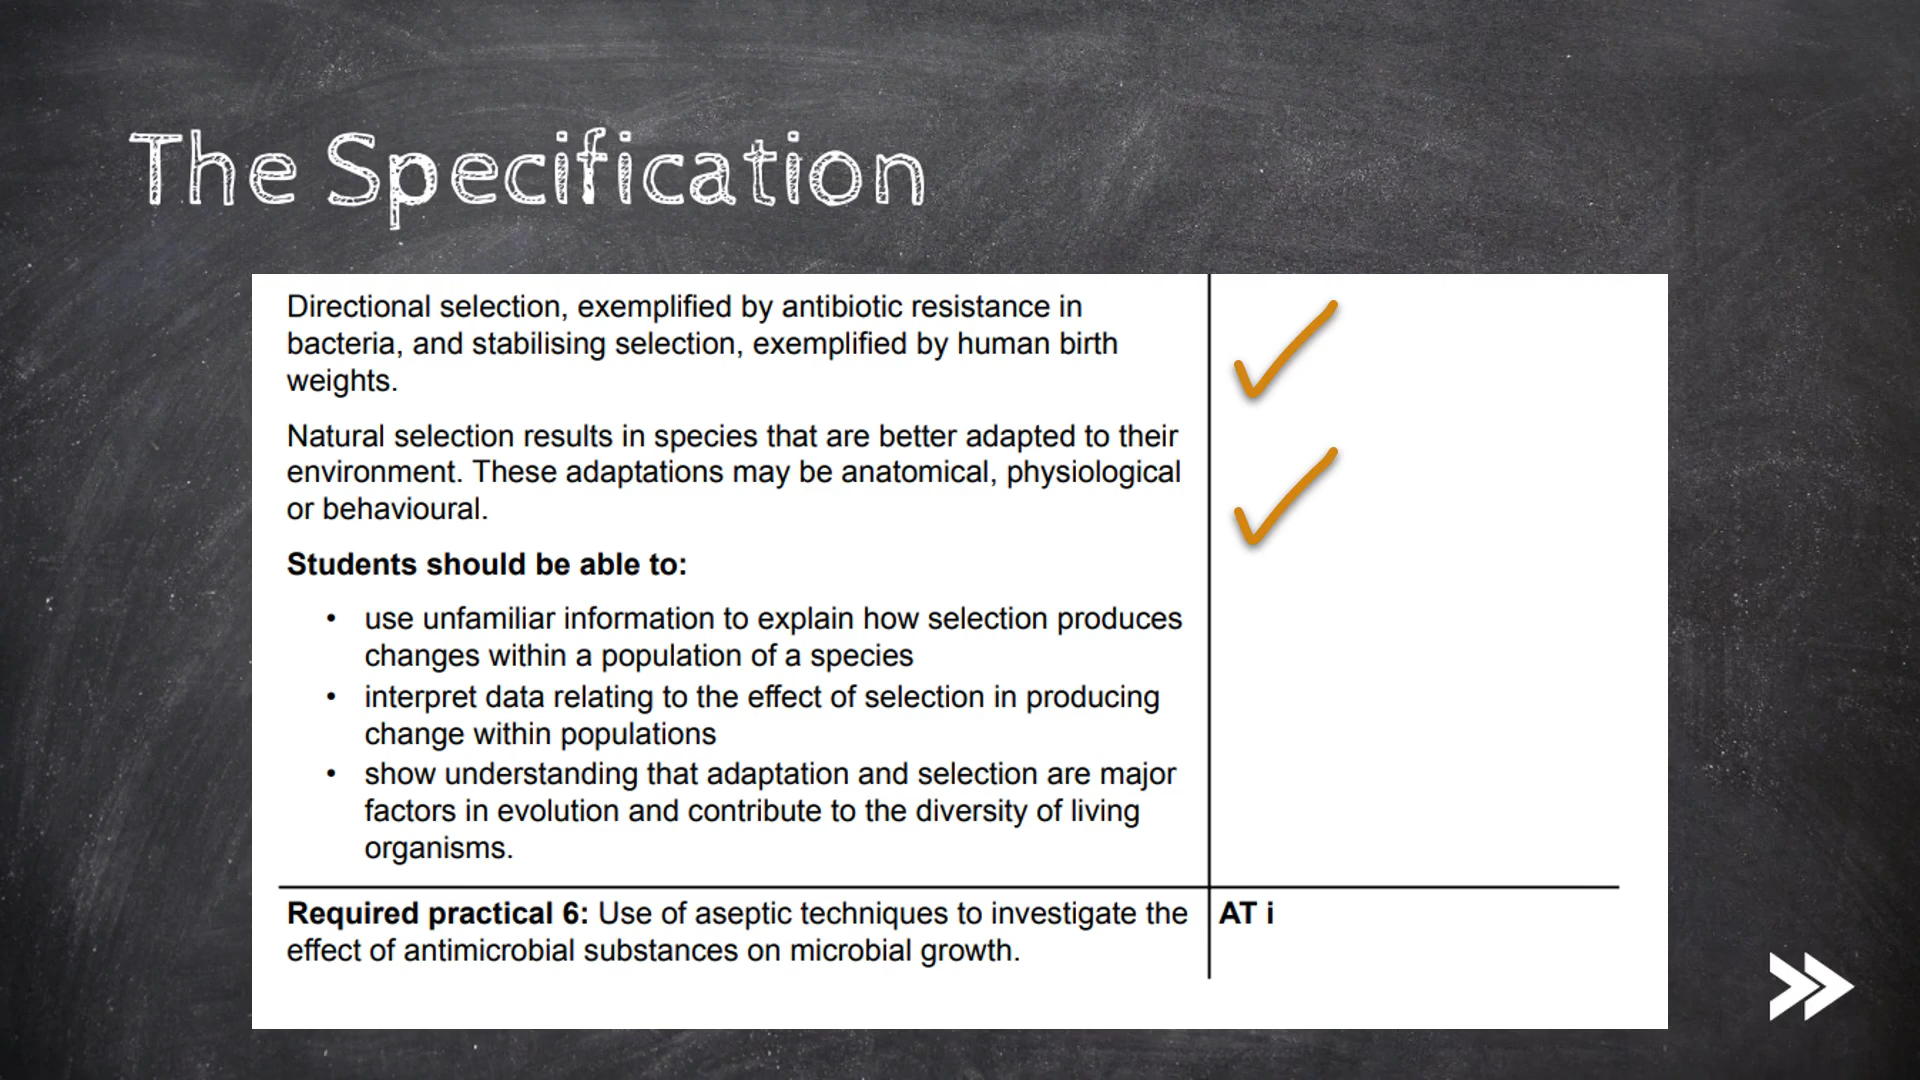 The Specification
Directional selection, exemplified by antibiotic resistance in
bacteria, and stabilising selection, exemplified by human birth
weights.
Natural selection results in species that are better adapted to their
environment. These adaptations may be anatomical, physiological
or behavioural.
Students should be able to:
• use unfamiliar information to explain how selection produces
changes within a population of a species
• interpret data relating to the effect of selection in producing
change within populations
• show understanding that adaptation and selection are major
factors in evolution and contribute to the diversity of living
organisms.
Required practical 6: Use of aseptic techniques to investigate the
effect of antimicrobial substances on microbial growth.
AT i